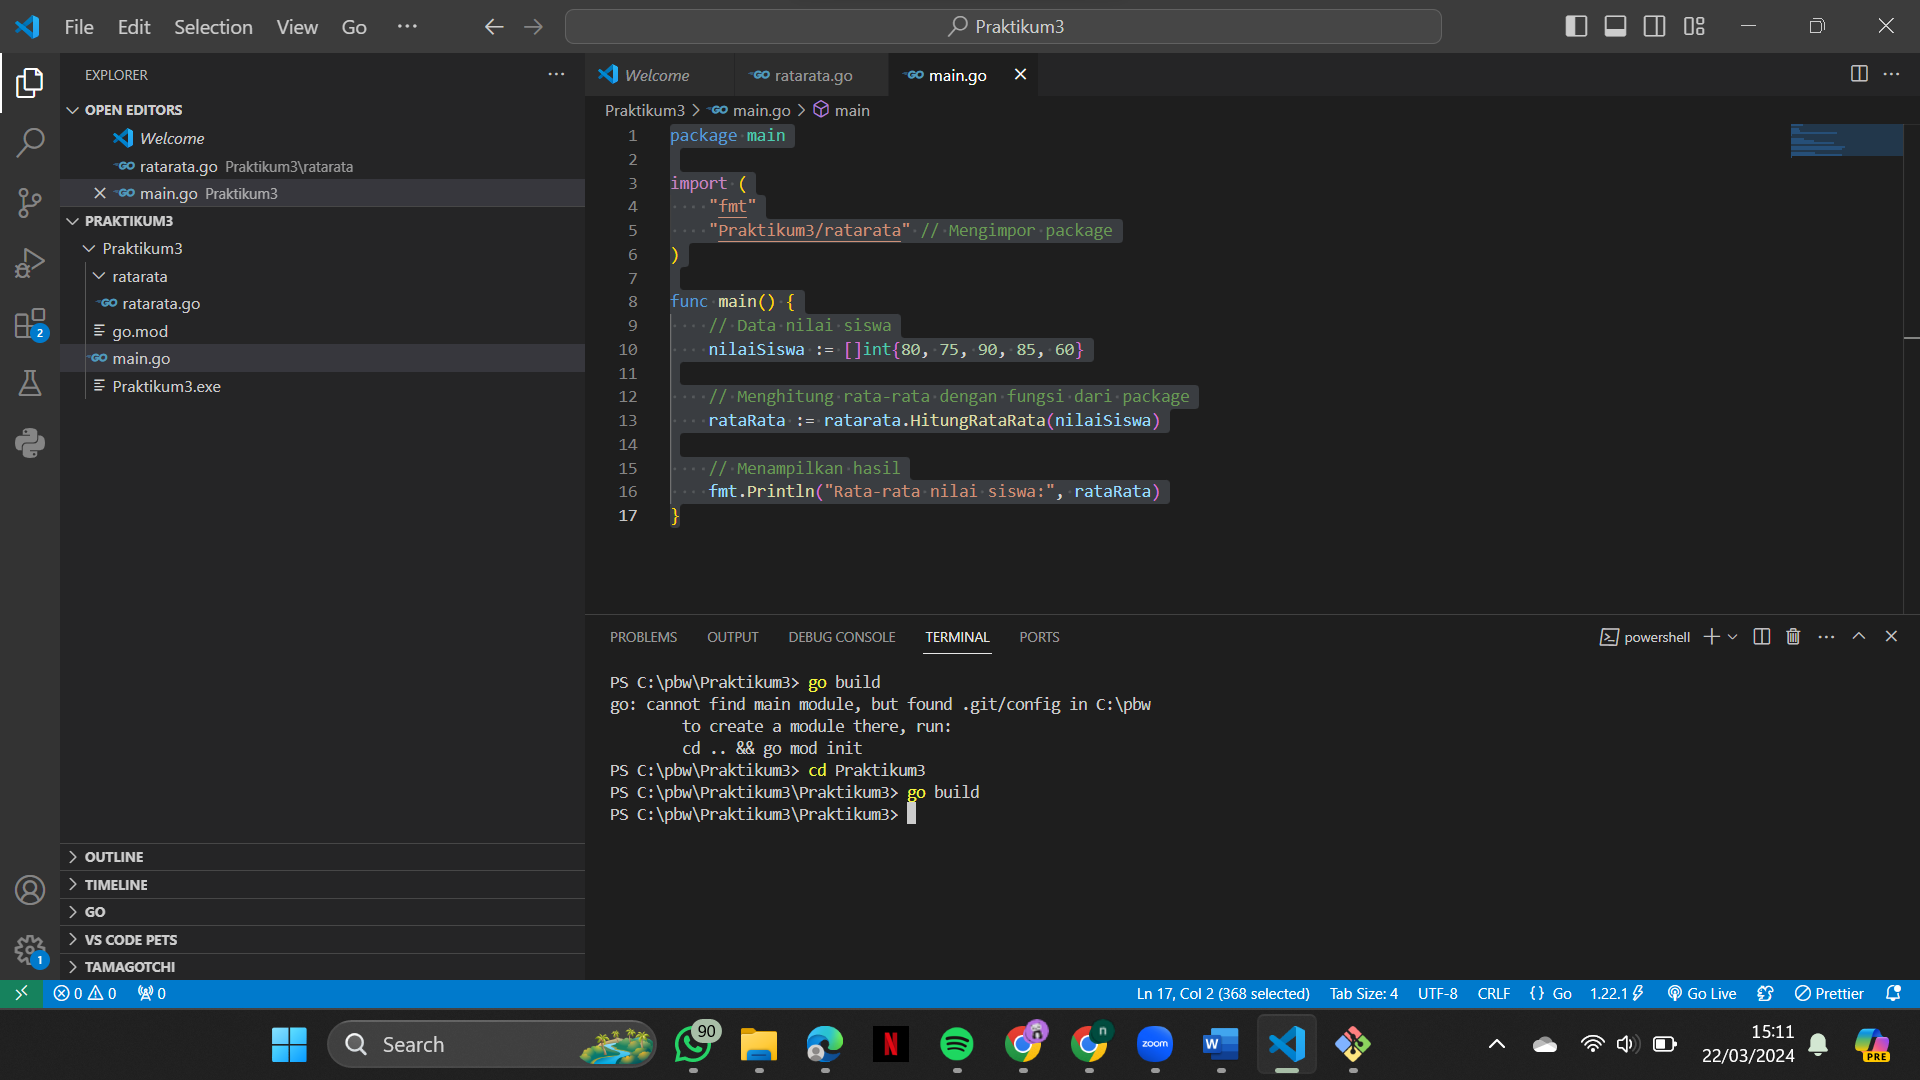 File Edit Selection View Go ··· Praktikum3
EXPLORER ···
OPEN EDITORS
Welcome
ratarata.go Praktikum3\ratarata
main.go Praktikum3
PRAKTIKUM3
Praktikum3
ratarata
ratarata.go
go.mod
main.go
Praktikum3.exe
OUTLINE
TIMELINE
GO
VS CODE PETS
TAMAGOTCHI
2
1
Welcome ratarata.go main.go
Praktikum3 > main.go > main
1 package main
2
3 import (
4 "fmt"
5 "Praktikum3/ratarata" // Mengimpor package
6 )
7
8 func main() {
9 // Data nilai siswa
10 nilaiSiswa := []int{80, 75, 90, 85, 60}
11
12 // Menghitung rata-rata dengan fungsi dari package
13 rataRata := ratarata.HitungRataRata(nilaiSiswa)
14
15 // Menampilkan hasil
16 fmt.Println("Rata-rata nilai siswa:", rataRata)
17 }
PROBLEMS OUTPUT DEBUG CONSOLE TERMINAL PORTS powershell
PS C:\pbw\Praktikum3> go build
go: cannot find main module, but found .git/config in C:\pbw
to create a module there, run:
cd .. && go mod init
PS C:\pbw\Praktikum3> cd Praktikum3
PS C:\pbw\Praktikum3\Praktikum3> go build
PS C:\pbw\Praktikum3\Praktikum3>
0 0 0 Ln 17, Col 2 (368 selected) Tab Size: 4 UTF-8 CRLF {} Go 1.22.1 Go Live Prettier
Search 90 N n zoom W 15:11
22/03/2024 PRE